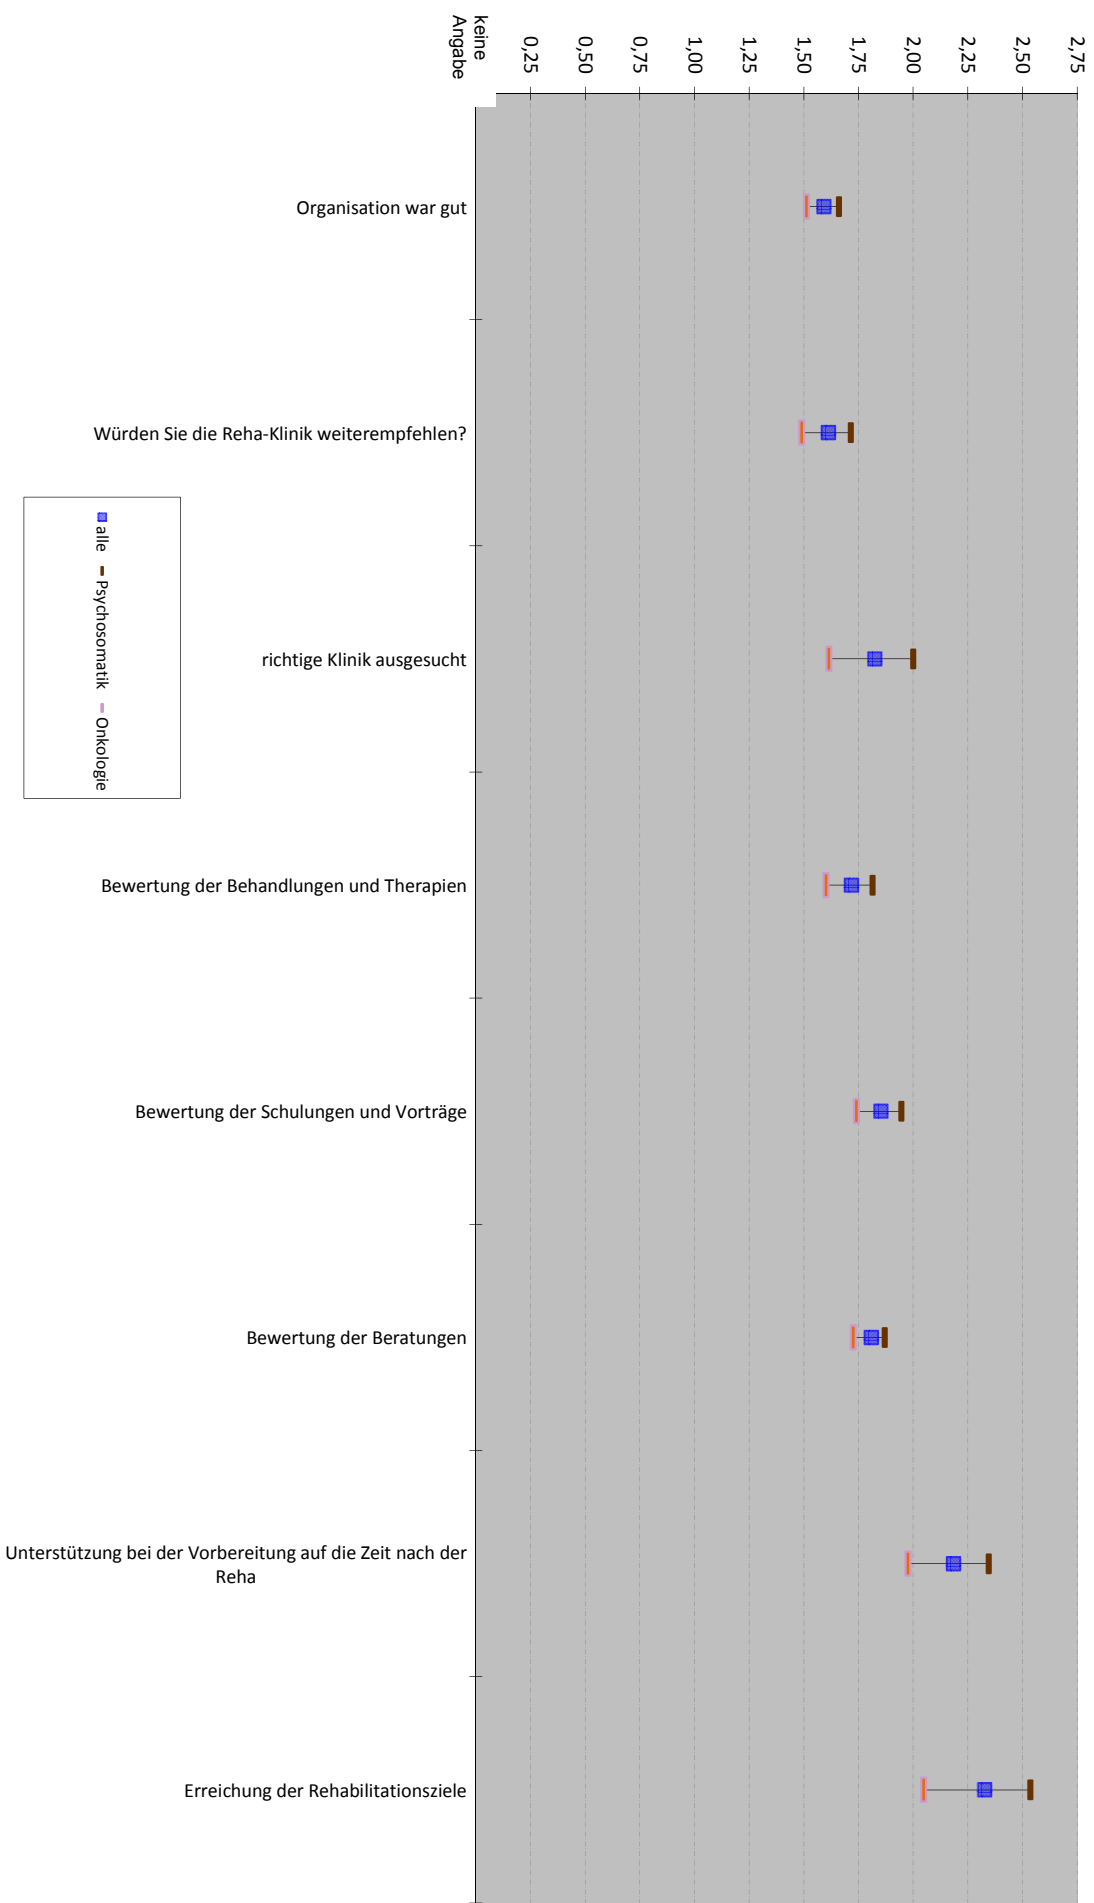 2,75
2,50
2,25
2,00
1,75
1,50
1,25
1,00
0,75
0,50
0,25
keine
Angabe
Organisation war gut
Würden Sie die Reha-Klinik weiterempfehlen?
richtige Klinik ausgesucht
Bewertung der Behandlungen und Therapien
Bewertung der Schulungen und Vorträge
Bewertung der Beratungen
Unterstützung bei der Vorbereitung auf die Zeit nach der
Reha
Erreichung der Rehabilitationsziele
alle Psychosomatik Onkologie